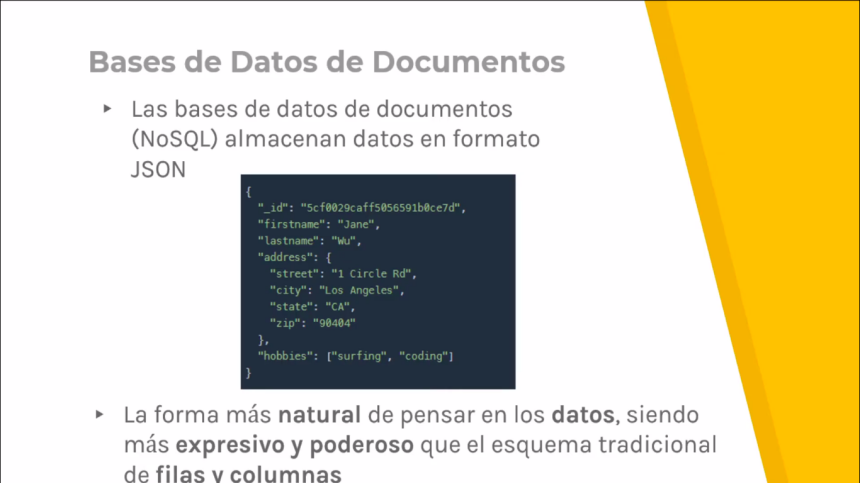 Bases de Datos de Documentos
▸ Las bases de datos de documentos
(NoSQL) almacenan datos en formato
JSON
{
"_id": "5cf0029caff5056591b0ce7d",
"firstname": "Jane",
"lastname": "Wu",
"address": {
"street": "1 Circle Rd",
"city": "Los Angeles",
"state": "CA",
"zip": "90404"
},
"hobbies": ["surfing", "coding"]
}
▸ La forma más natural de pensar en los datos, siendo
más expresivo y poderoso que el esquema tradicional
de filas y columnas